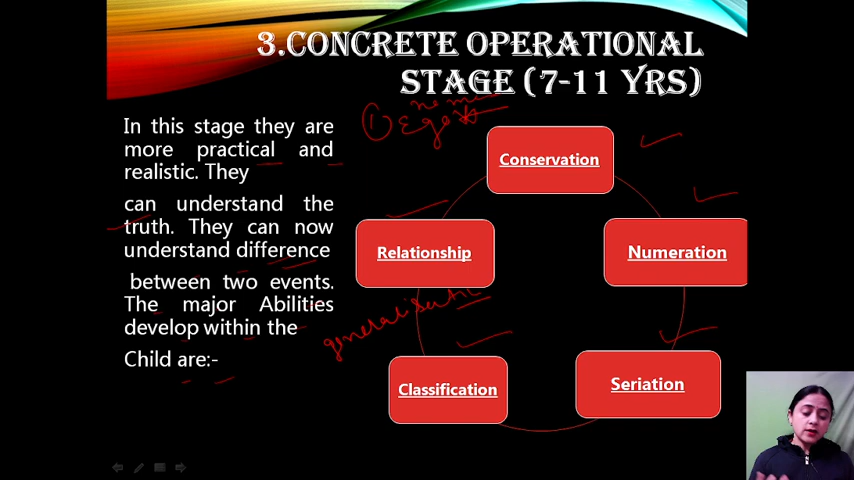 3.CONCRETE OPERATIONAL
STAGE (7-11 YRS)
In this stage they are
more practical and
realistic. They
can understand the
truth. They can now
understand difference
between two events.
The major Abilities
develop within the
Child are:-
①
Conservation
Relationship
Numeration
Classification
Seriation